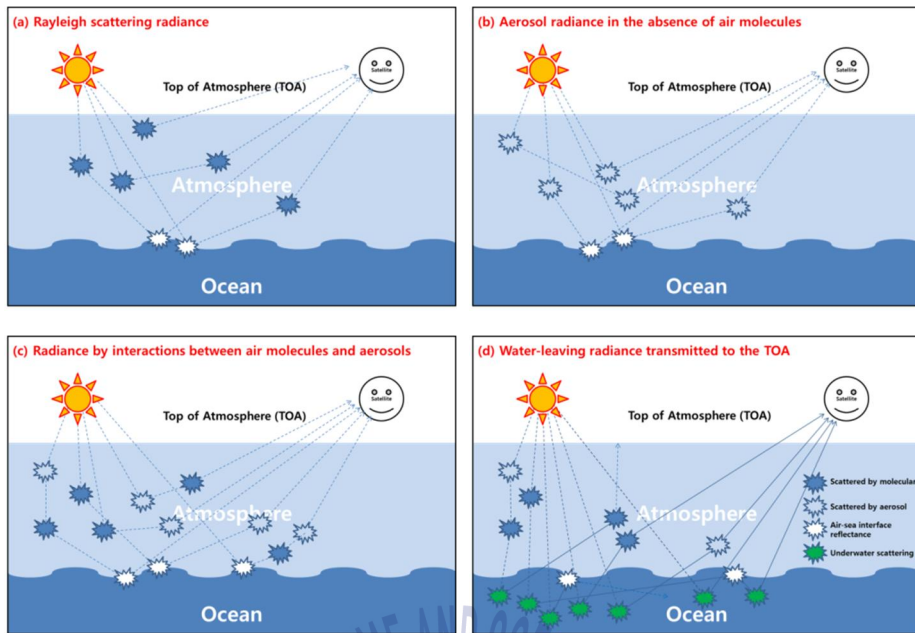 (a) Rayleigh scattering radiance
Satellite
Top of Atmosphere (TOA)
Atmosphere
Ocean
(b) Aerosol radiance in the absence of air molecules
Satellite
Top of Atmosphere (TOA)
Atmosphere
Ocean
(c) Radiance by interactions between air molecules and aerosols
Satellite
Top of Atmosphere (TOA)
Atmosphere
Ocean
(d) Water-leaving radiance transmitted to the TOA
Satellite
Top of Atmosphere (TOA)
Scattered by molecular
Scattered by aerosol
Atmosphere
Air-sea interface
reflectance
Underwater scattering
Ocean